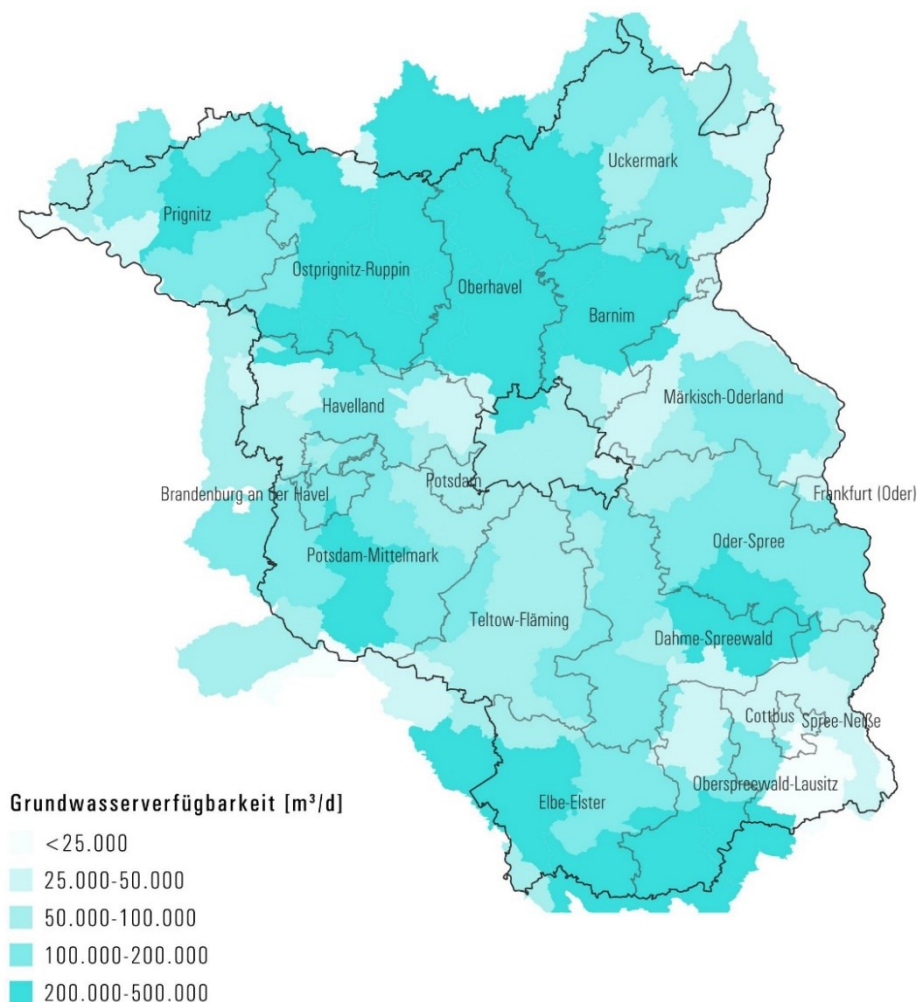 Uckermark
Prignitz
Ostprignitz-Ruppin
Oberhavel
Barnim
Havelland
Märkisch-Oderland
Potsdam
Brandenburg an der Havel
Frankfurt (Oder)
Oder-Spree
Potsdam-Mittelmark
Teltow-Fläming
Dahme-Spreewald
Cottbus
Spree-Neiße
Oberspreewald-Lausitz
Elbe-Elster
Grundwasserverfügbarkeit [m³/d]
<25.000
25.000-50.000
50.000-100.000
100.000-200.000
200.000-500.000